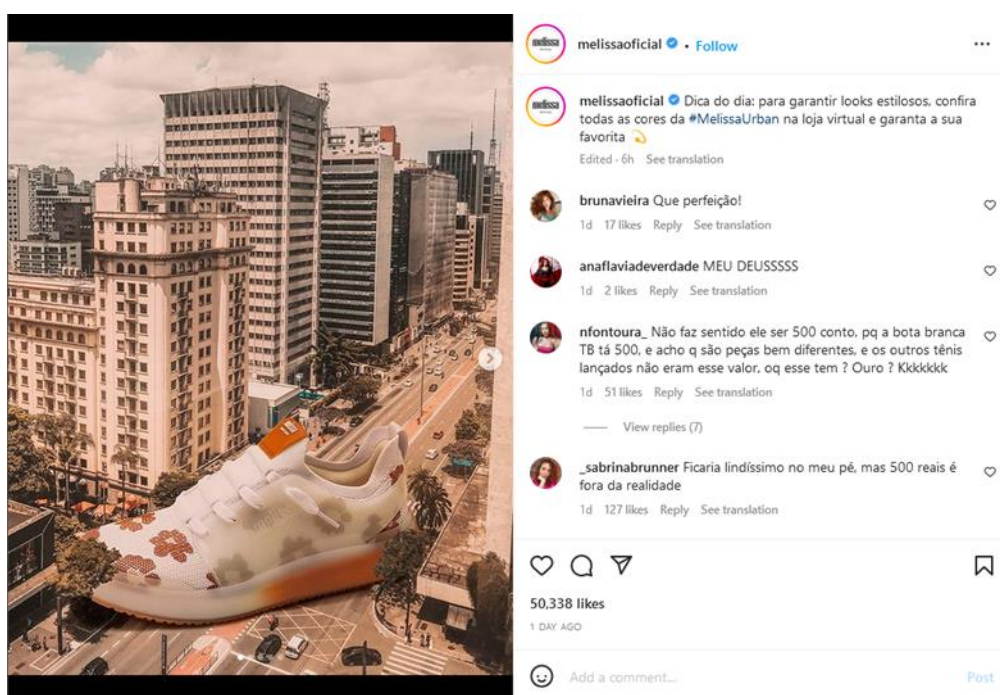 melissa
melissaoficial • Follow
melissa
melissaoficial Dica do dia: para garantir looks estilosos, confira
todas as cores da #MelissaUrban na loja virtual e garanta a sua
favorita 💫
Edited · 6h See translation
brunavieira Que perfeição!
1d 17 likes Reply See translation
anaflaviadeverdade MEU DEUSSSSS
1d 2 likes Reply See translation
nfontoura_ Não faz sentido ele ser 500 conto, pq a bota branca
TB tá 500, e acho q são peças bem diferentes, e os outros tênis
lançados não eram esse valor, oq esse tem ? Ouro ? Kkkkkkk
1d 51 likes Reply See translation
View replies (7)
_sabrinabrunner Ficaria lindíssimo no meu pé, mas 500 reais é
fora da realidade
1d 127 likes Reply See translation
50,338 likes
1 DAY AGO
Add a comment...
Post